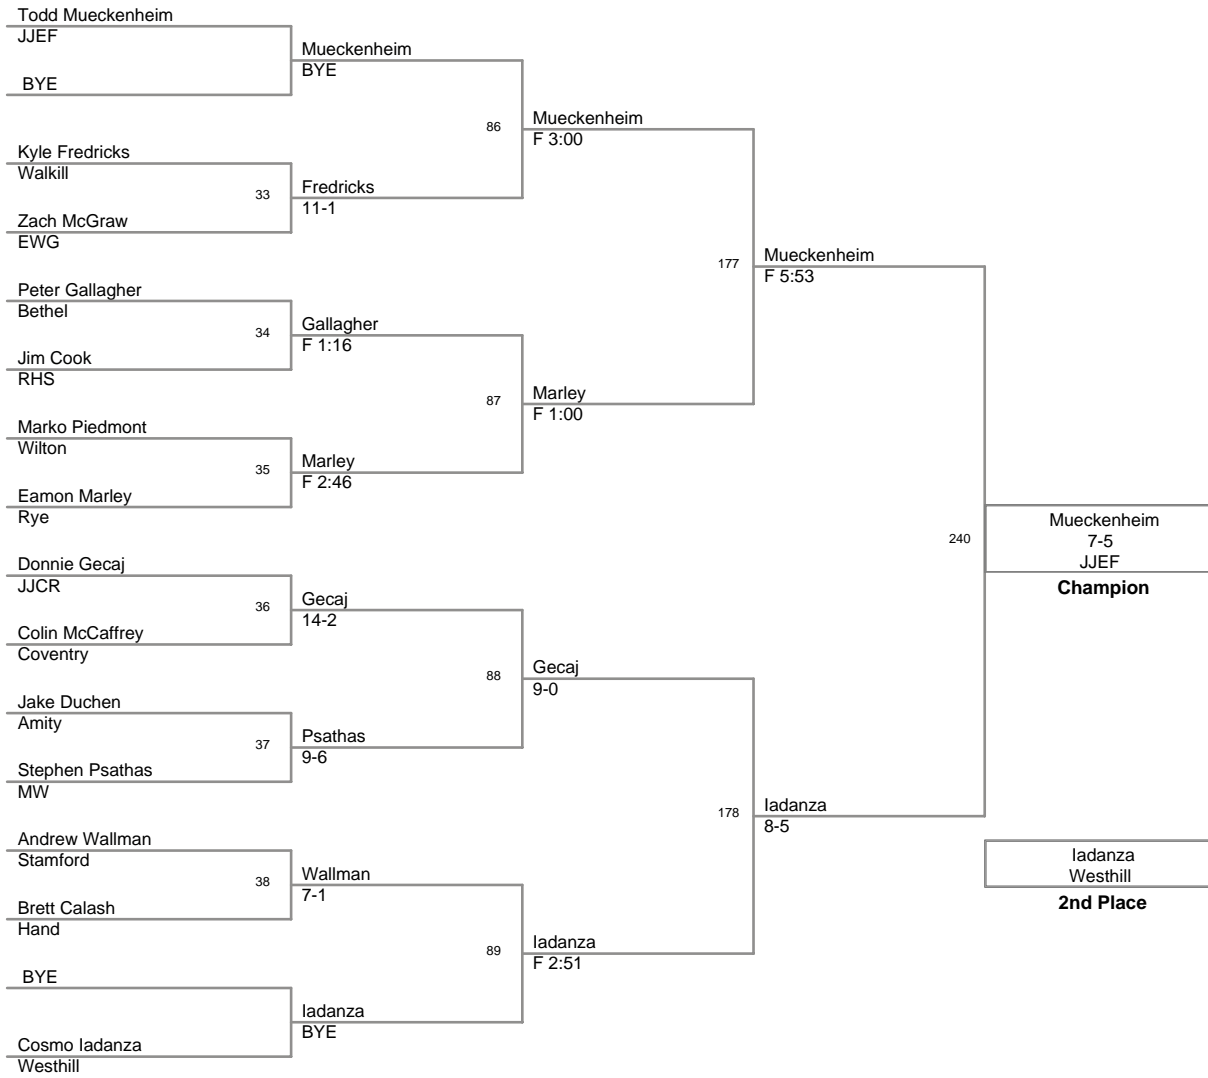 Todd Mueckenheim
JJEF
BYE
Kyle Fredricks
Walkill
Zach McGraw
EWG
Peter Gallagher
Bethel
Jim Cook
RHS
Marko Piedmont
Wilton
Eamon Marley
Rye
Donnie Gecaj
JJCR
Colin McCaffrey
Coventry
Jake Duchen
Amity
Stephen Psathas
MW
Andrew Wallman
Stamford
Brett Calash
Hand
BYE
Cosmo Iadanza
Westhill
33
34
35
36
37
38
Mueckenheim
BYE
Fredricks
11-1
Gallagher
F 1:16
Marley
F 2:46
Gecaj
14-2
Psathas
9-6
Wallman
7-1
Iadanza
BYE
86
87
88
89
Mueckenheim
F 3:00
Marley
F 1:00
Gecaj
9-0
Iadanza
F 2:51
177
178
Mueckenheim
F 5:53
Iadanza
8-5
240
Mueckenheim
7-5
JJEF
Champion
Iadanza
Westhill
2nd Place